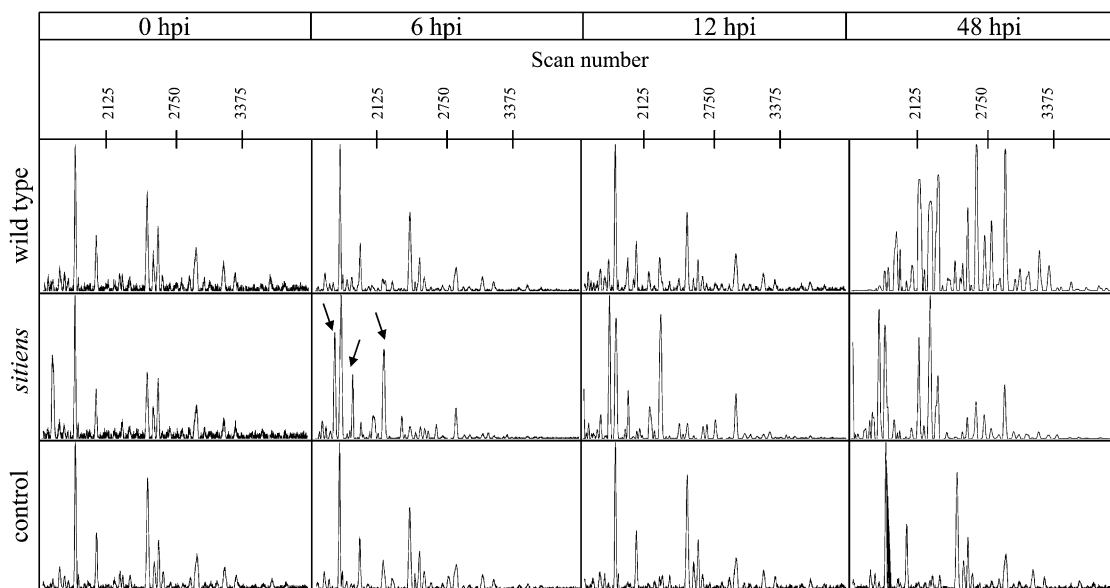 0 hpi 6 hpi 12 hpi 48 hpi
Scan number
2125 2750 3375 2125 2750 3375 2125 2750 3375 2125 2750 3375
wild type
sitiens
control